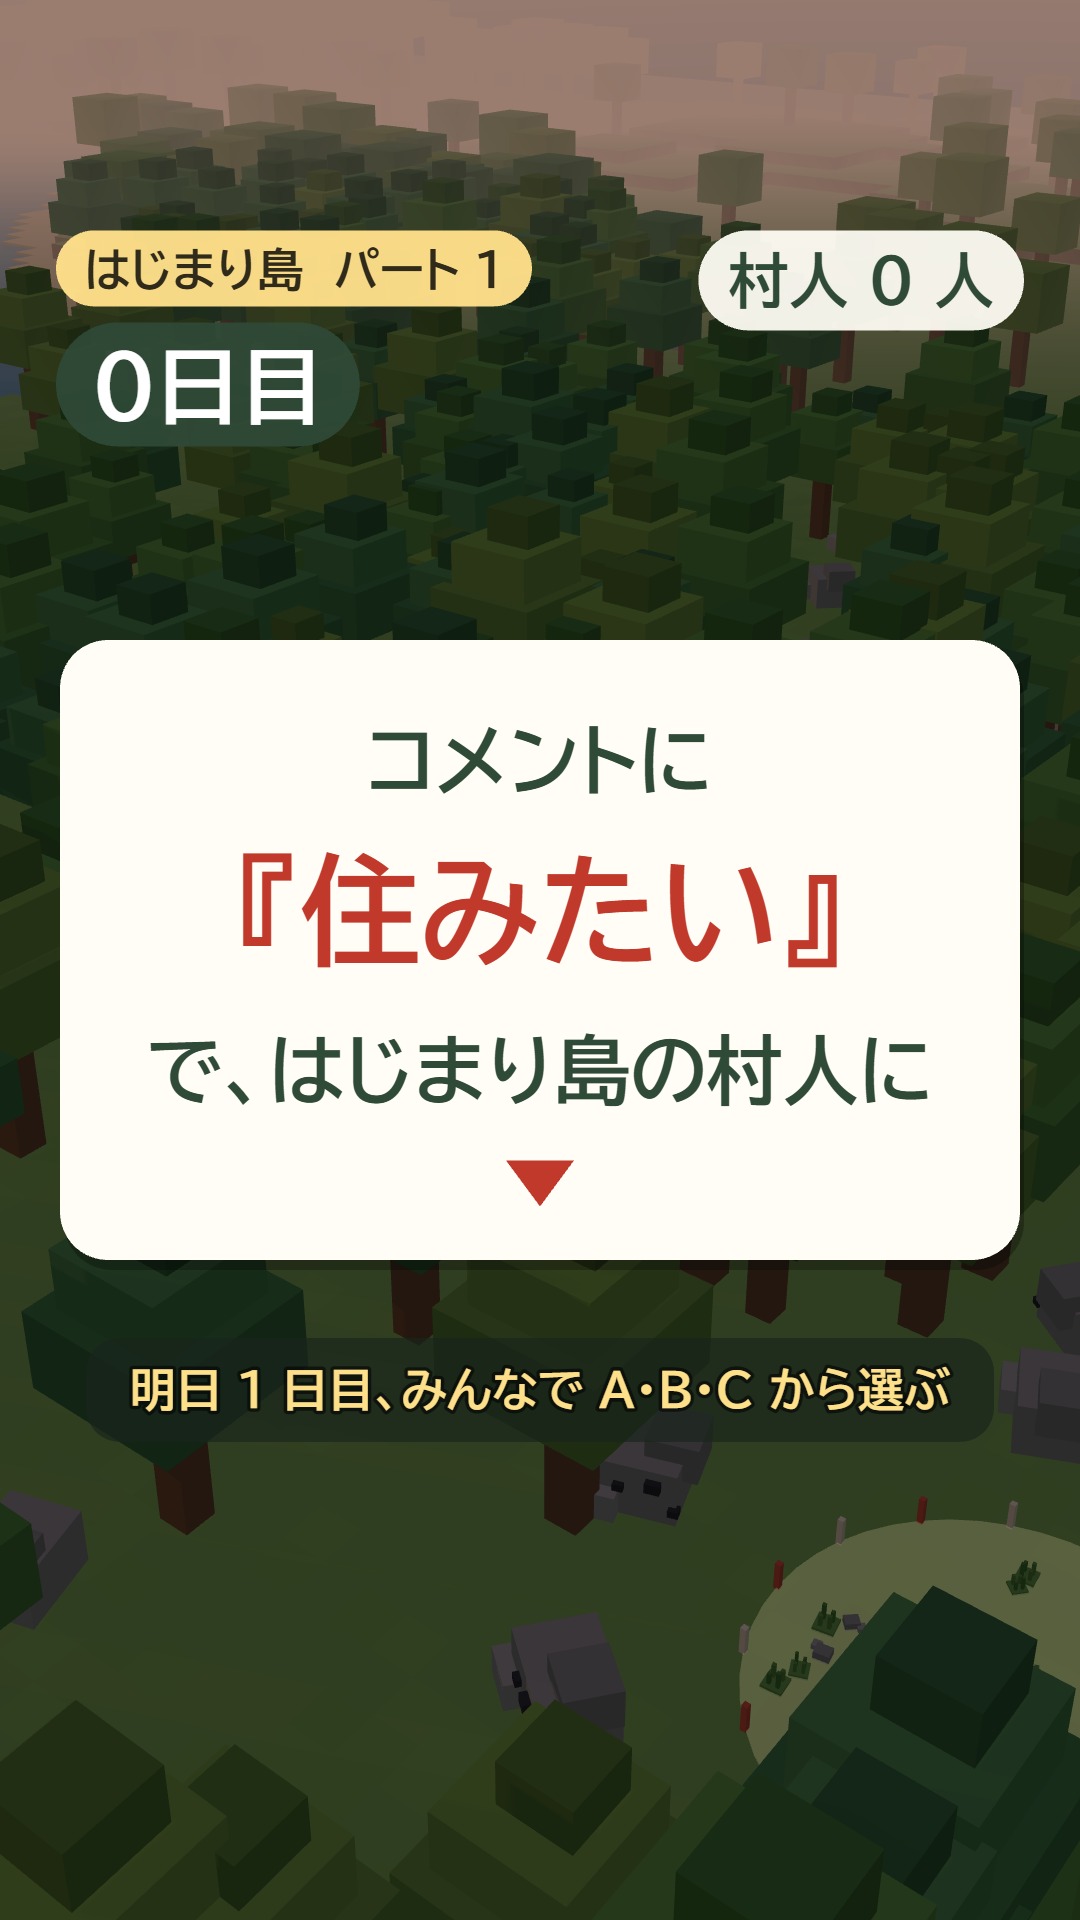 はじまり島 パート 1
村人 0 人
0日目
コメントに
『住みたい』
で、はじまり島の村人に
明日 1 日目、みんなで A・B・C から選ぶ